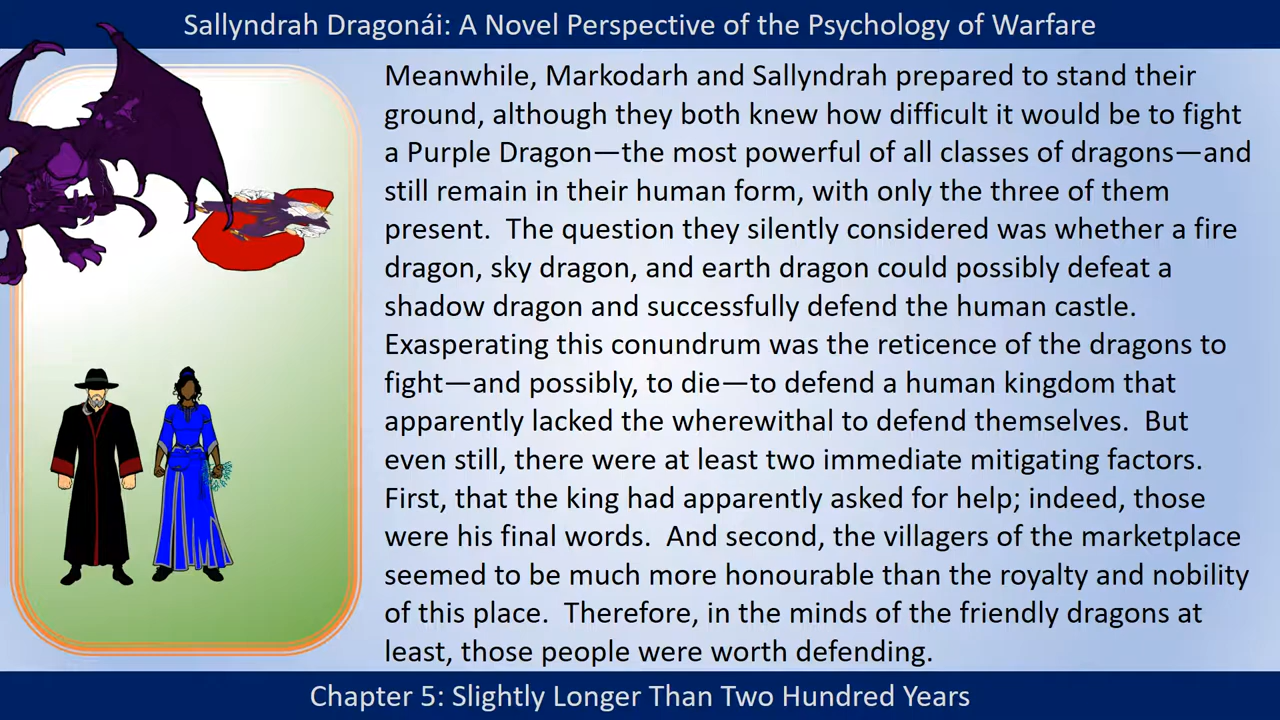 Sallyndrah Dragonái: A Novel Perspective of the Psychology of Warfare
Meanwhile, Markodarh and Sallyndrah prepared to stand their
ground, although they both knew how difficult it would be to fight
a Purple Dragon—the most powerful of all classes of dragons—and
still remain in their human form, with only the three of them
present.  The question they silently considered was whether a fire
dragon, sky dragon, and earth dragon could possibly defeat a
shadow dragon and successfully defend the human castle.
Exasperating this conundrum was the reticence of the dragons to
fight—and possibly, to die—to defend a human kingdom that
apparently lacked the wherewithal to defend themselves.  But
even still, there were at least two immediate mitigating factors.
First, that the king had apparently asked for help; indeed, those
were his final words.  And second, the villagers of the marketplace
seemed to be much more honourable than the royalty and nobility
of this place.  Therefore, in the minds of the friendly dragons at
least, those people were worth defending.
Chapter 5: Slightly Longer Than Two Hundred Years